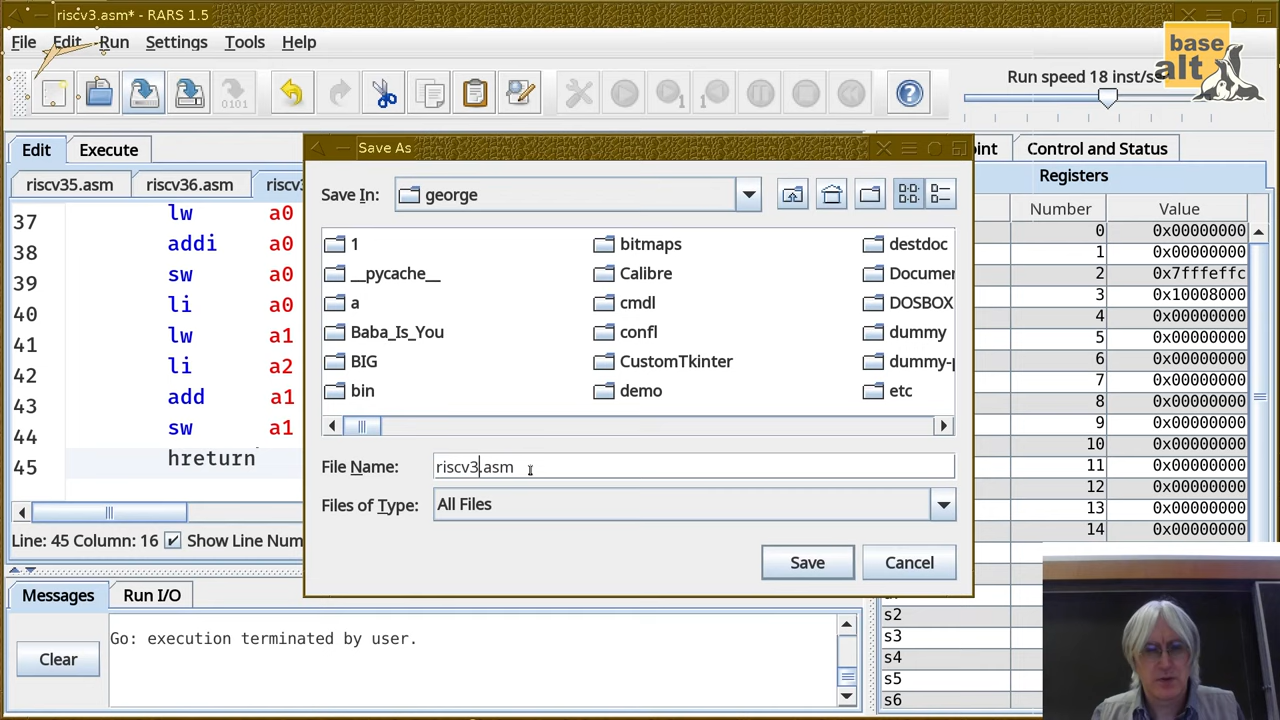 riscv3.asm* - RARS 1.5
File Edit Run Settings Tools Help
base
alt
Run speed 18 inst/se
Edit Execute
Control and Status
riscv35.asm riscv36.asm
Registers
Number Value
37 lw a0
38 addi a0
39 sw a0
40 li a0
41 lw a1
42 li a2
43 add a1
44 sw a1
45 hreturn
Line: 45 Column: 16 Show Line Num
Save As
Save In: george
1 bitmaps destdoc
__pycache__ Calibre Documen
a cmdl DOSBOX
Baba_Is_You confl dummy
BIG CustomTkinter dummy-p
bin demo etc
File Name: riscv3.asm
Files of Type: All Files
Save Cancel
0 0x00000000
1 0x00000000
2 0x7fffeffc
3 0x10008000
4 0x00000000
5 0x00000000
6 0x00000000
7 0x00000000
8 0x00000000
9 0x00000000
10 0x00000000
11 0x00000000
12 0x00000000
13 0x00000000
14 0x00000000
s2
s3
s4
s5
s6
Messages Run I/O
Go: execution terminated by user.
Clear